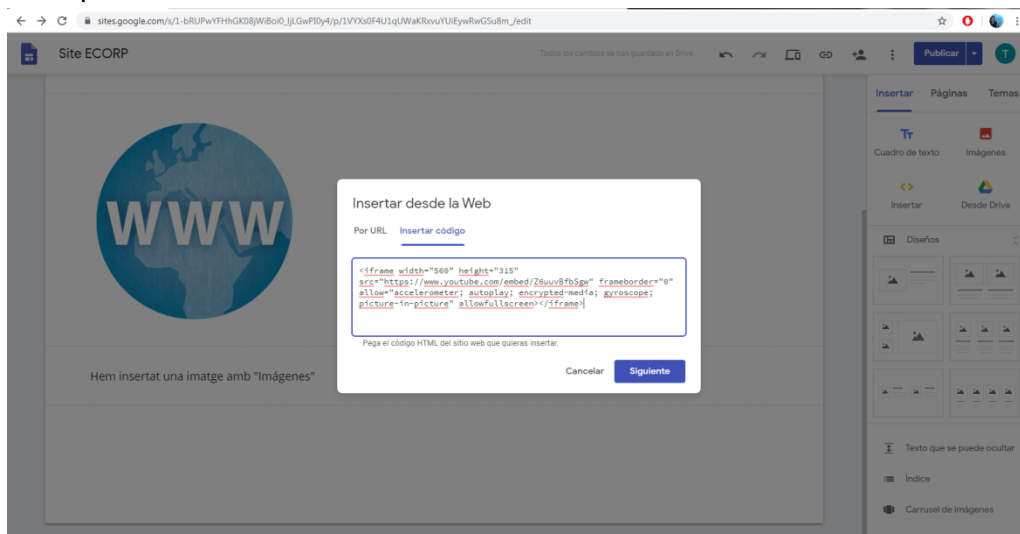 sites.google.com/s/1-bRUPwYFHhGK08jWiBoi0_ljLGwPI0y4/p/1VYXs0F4U1qUWaKRxvuYUiEywRwGSu8m_/edit
Site ECORP
Todos los cambios se han guardado en Drive
Publicar
T
Insertar Páginas Temas
Tт
Cuadro de texto Imágenes
Insertar Desde Drive
Diseños
WWW
Insertar desde la Web
Por URL Insertar código
<iframe width="560" height="315"
src="https://www.youtube.com/embed/Z6uuvBfbSgw" frameborder="0"
allow="accelerometer; autoplay; encrypted-media; gyroscope;
picture-in-picture" allowfullscreen></iframe>
Pega el código HTML del sitio web que quieras insertar.
Cancelar Siguiente
Hem insertat una imatge amb "Imágenes"
Texto que se puede ocultar
Índice
Carrusel de imágenes